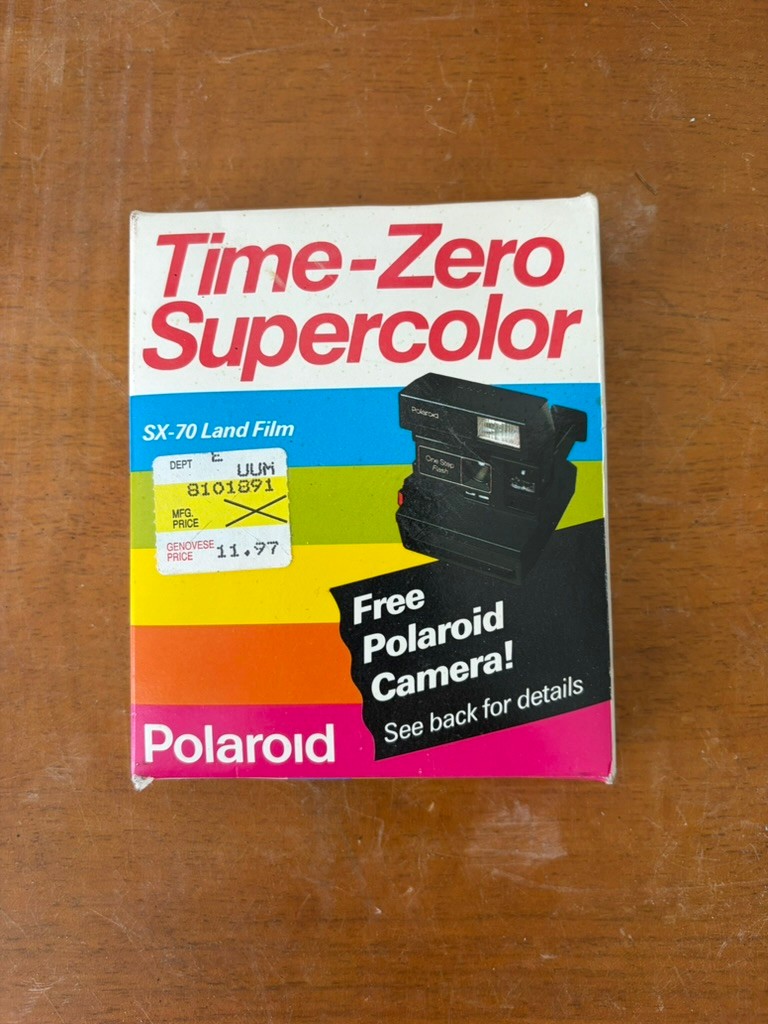 Time-Zero
Supercolor
SX-70 Land Film
Polaroid
One Step
Flash
DEPT E UUM
8101891
MFG.
PRICE
GENOVESE
PRICE 11.97
Free
Polaroid
Camera!
See back for details
Polaroid